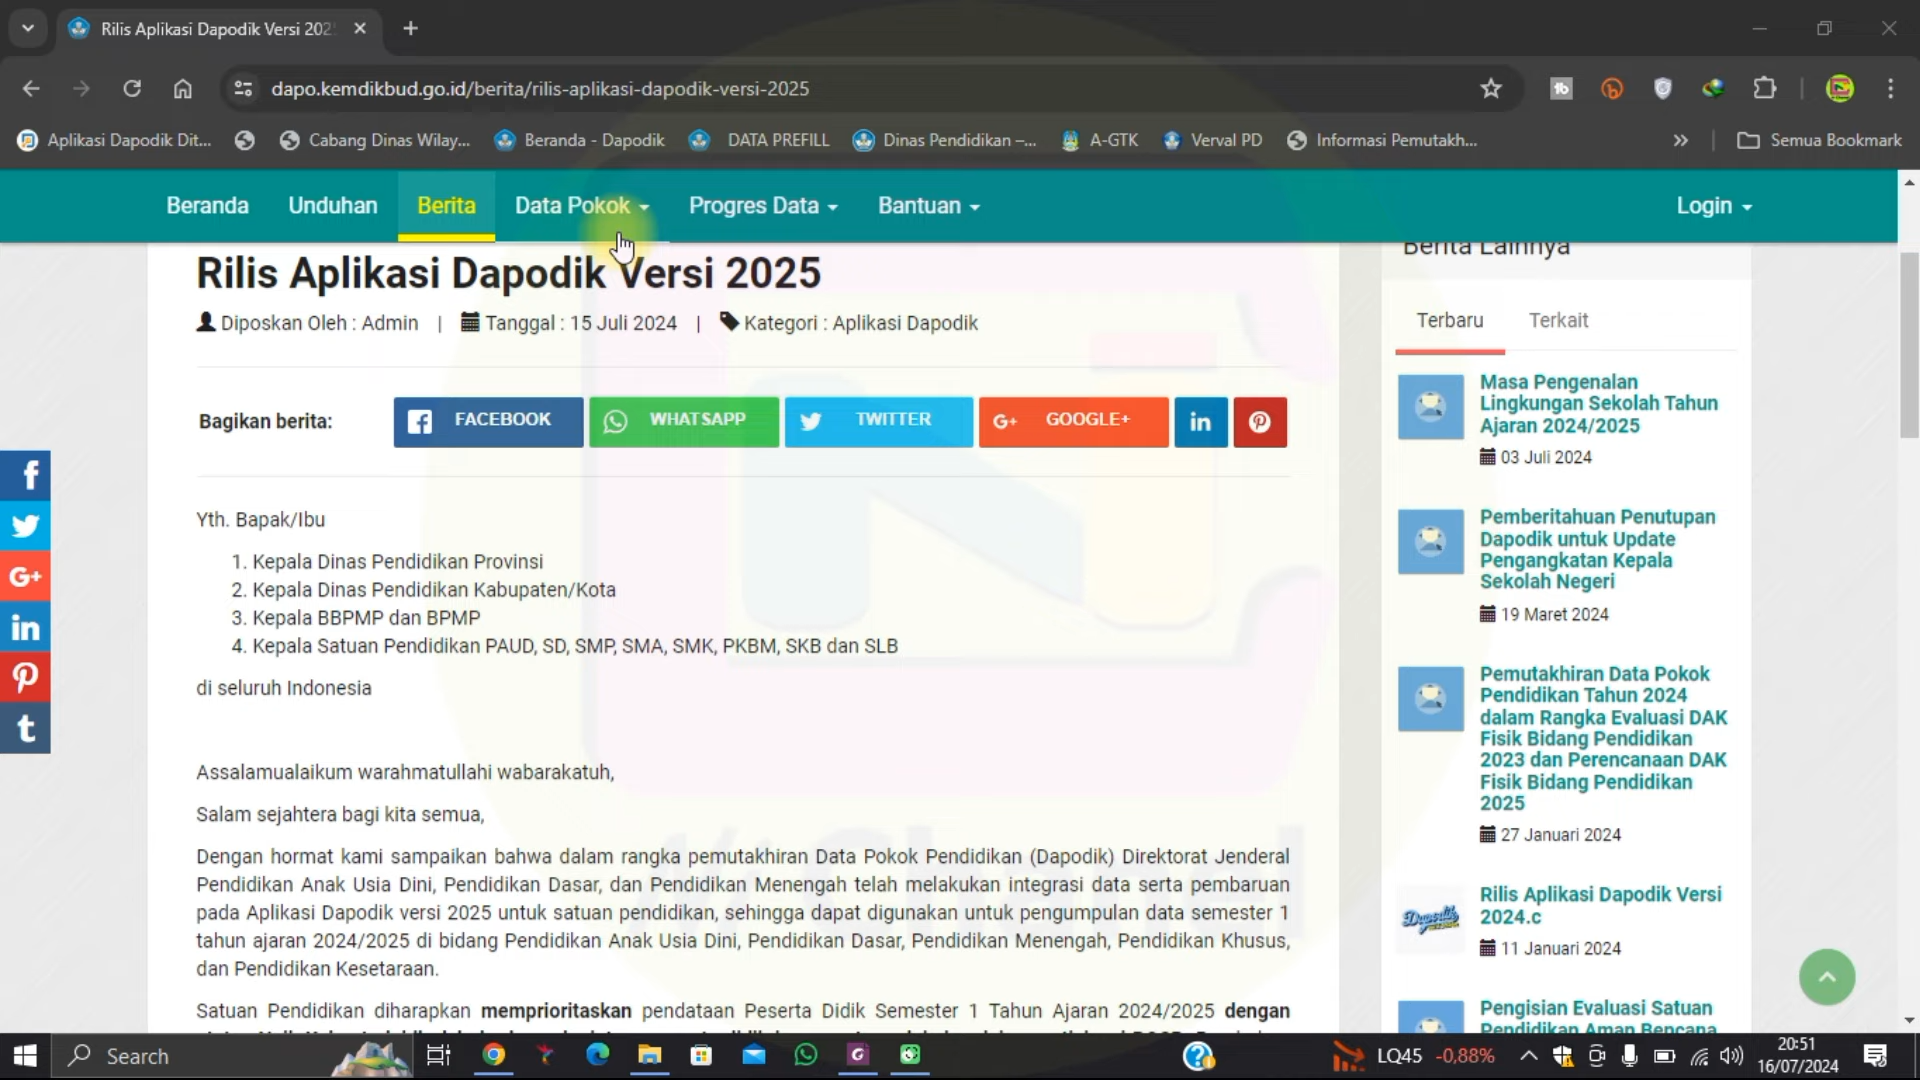 Rilis Aplikasi Dapodik Versi 202
dapo.kemdikbud.go.id/berita/rilis-aplikasi-dapodik-versi-2025
Aplikasi Dapodik Dit...
Cabang Dinas Wilay...
Beranda - Dapodik
DATA PREFILL
Dinas Pendidikan –...
A-GTK
Verval PD
Informasi Pemutakh...
Semua Bookmark
Beranda
Unduhan
Berita
Data Pokok
Progres Data
Bantuan
Login
Rilis Aplikasi Dapodik Versi 2025
Diposkan Oleh : Admin | Tanggal : 15 Juli 2024 | Kategori : Aplikasi Dapodik
Bagikan berita:
FACEBOOK
WHATSAPP
TWITTER
GOOGLE+
Yth. Bapak/Ibu
1. Kepala Dinas Pendidikan Provinsi
2. Kepala Dinas Pendidikan Kabupaten/Kota
3. Kepala BBPMP dan BPMP
4. Kepala Satuan Pendidikan PAUD, SD, SMP, SMA, SMK, PKBM, SKB dan SLB
di seluruh Indonesia
Assalamualaikum warahmatullahi wabarakatuh,
Salam sejahtera bagi kita semua,
Dengan hormat kami sampaikan bahwa dalam rangka pemutakhiran Data Pokok Pendidikan (Dapodik) Direktorat Jenderal
Pendidikan Anak Usia Dini, Pendidikan Dasar, dan Pendidikan Menengah telah melakukan integrasi data serta pembaruan
pada Aplikasi Dapodik versi 2025 untuk satuan pendidikan, sehingga dapat digunakan untuk pengumpulan data semester 1
tahun ajaran 2024/2025 di bidang Pendidikan Anak Usia Dini, Pendidikan Dasar, Pendidikan Menengah, Pendidikan Khusus,
dan Pendidikan Kesetaraan.
Satuan Pendidikan diharapkan memprioritaskan pendataan Peserta Didik Semester 1 Tahun Ajaran 2024/2025 dengan
Berita Lainnya
Terbaru
Terkait
Masa Pengenalan
Lingkungan Sekolah Tahun
Ajaran 2024/2025
03 Juli 2024
Pemberitahuan Penutupan
Dapodik untuk Update
Pengangkatan Kepala
Sekolah Negeri
19 Maret 2024
Pemutakhiran Data Pokok
Pendidikan Tahun 2024
dalam Rangka Evaluasi DAK
Fisik Bidang Pendidikan
2023 dan Perencanaan DAK
Fisik Bidang Pendidikan
2025
27 Januari 2024
Dapodik
Rilis Aplikasi Dapodik Versi
2024.c
11 Januari 2024
Pengisian Evaluasi Satuan
Pendidikan Aman Bencana
Chanel
Search
LQ45 -0,88%
20:51
16/07/2024